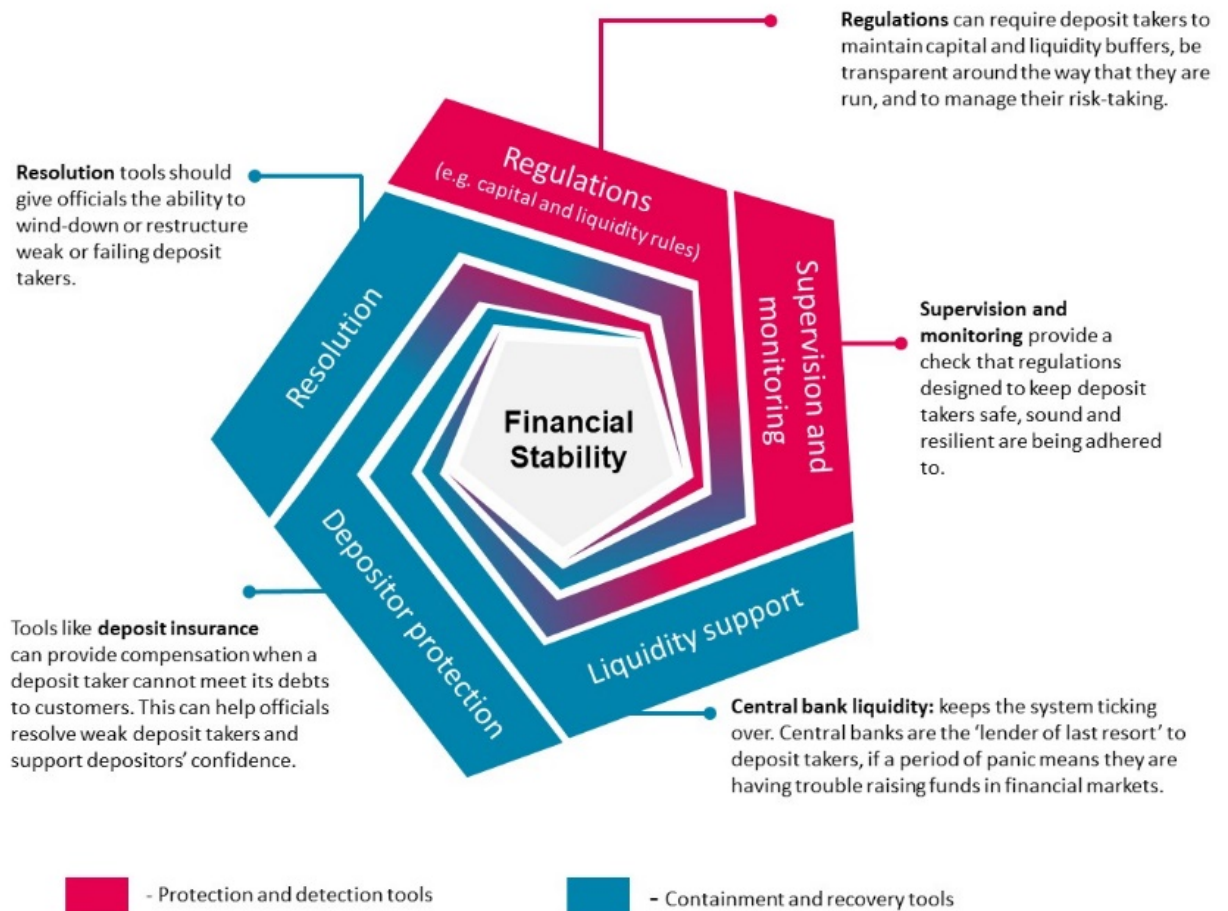 Regulations can require deposit takers to
maintain capital and liquidity buffers, be
transparent around the way that they are
run, and to manage their risk-taking.
Resolution tools should
give officials the ability to
wind-down or restructure
weak or failing deposit
takers.
Regulations
(e.g. capital and liquidity rules)
Supervision and
monitoring
Resolution
Supervision and
monitoring provide a
check that regulations
designed to keep deposit
takers safe, sound and
resilient are being adhered
to.
Financial
Stability
Depositor protection
Liquidity support
Tools like deposit insurance
can provide compensation when a
deposit taker cannot meet its debts
to customers. This can help officials
resolve weak deposit takers and
support depositors’ confidence.
Central bank liquidity: keeps the system ticking
over. Central banks are the ‘lender of last resort’ to
deposit takers, if a period of panic means they are
having trouble raising funds in financial markets.
- Protection and detection tools
- Containment and recovery tools